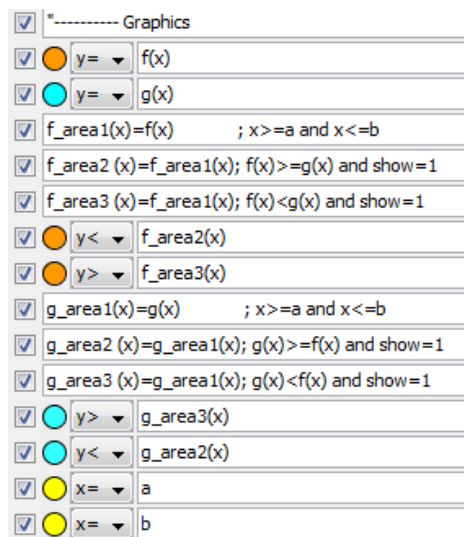 "---------- Graphics
y= f(x)
y= g(x)
f_area1(x)=f(x) ; x>=a and x<=b
f_area2 (x)=f_area1(x); f(x)>=g(x) and show=1
f_area3 (x)=f_area1(x); f(x)<g(x) and show=1
y< f_area2(x)
y> f_area3(x)
g_area1(x)=g(x) ; x>=a and x<=b
g_area2 (x)=g_area1(x); g(x)>=f(x) and show=1
g_area3 (x)=g_area1(x); g(x)<f(x) and show=1
y> g_area3(x)
y< g_area2(x)
x= a
x= b